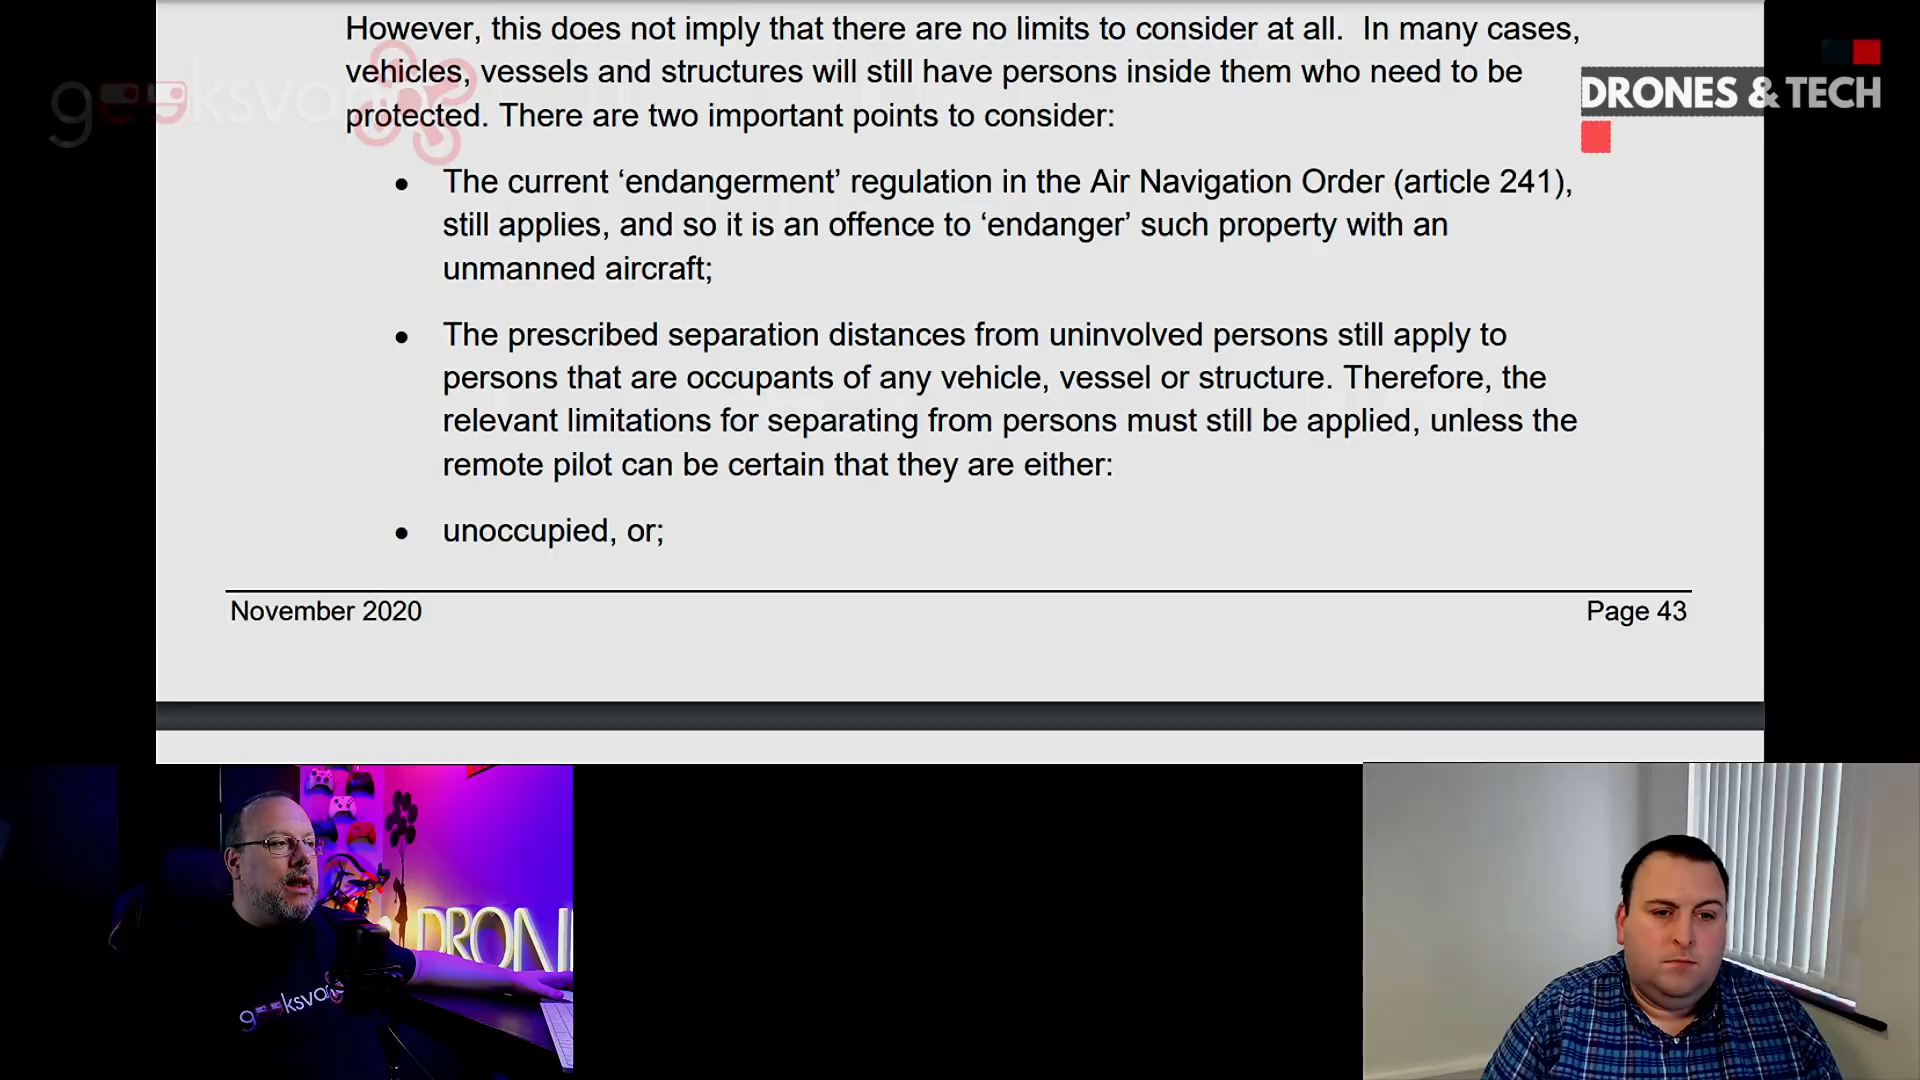 However, this does not imply that there are no limits to consider at all. In many cases,
vehicles, vessels and structures will still have persons inside them who need to be
protected. There are two important points to consider:
geeksvana
DRONES & TECH
• The current ‘endangerment’ regulation in the Air Navigation Order (article 241),
still applies, and so it is an offence to ‘endanger’ such property with an
unmanned aircraft;
• The prescribed separation distances from uninvolved persons still apply to
persons that are occupants of any vehicle, vessel or structure. Therefore, the
relevant limitations for separating from persons must still be applied, unless the
remote pilot can be certain that they are either:
• unoccupied, or;
November 2020
Page 43
DRON
geeksvana